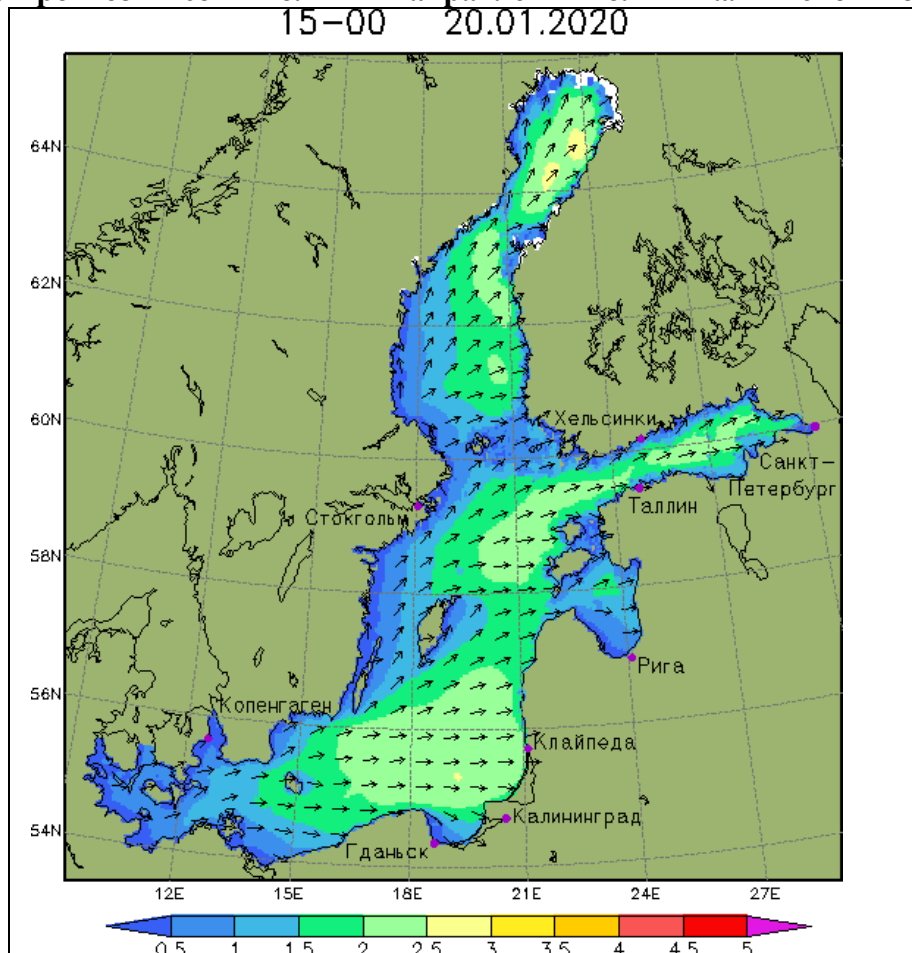 15-00 20.01.2020
64N
62N
60N
58N
56N
54N
Хельсинки
Санкт-
Петербург
Таллин
Стокгольм
Рига
Копенгаген
Клайпеда
Калининград
Гданьск
12E 15E 18E 21E 24E 27E
0.5 1 1.5 2 2.5 3 3.5 4 4.5 5